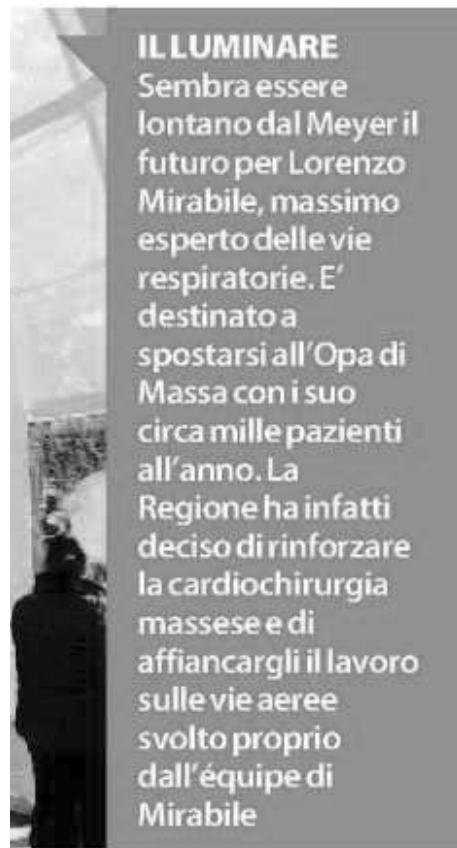 IL LUMINARE
Sembra essere
lontano dal Meyer il
futuro per Lorenzo
Mirabile, massimo
esperto delle vie
respiratorie. E'
destinato a
spostarsi all'Opa di
Massa con i suo
circa mille pazienti
all'anno. La
Regione ha infatti
deciso di rinforzare
la cardiochirurgia
massese e di
affiancargli il lavoro
sulle vie aeree
svolto proprio
dall'équipe di
Mirabile